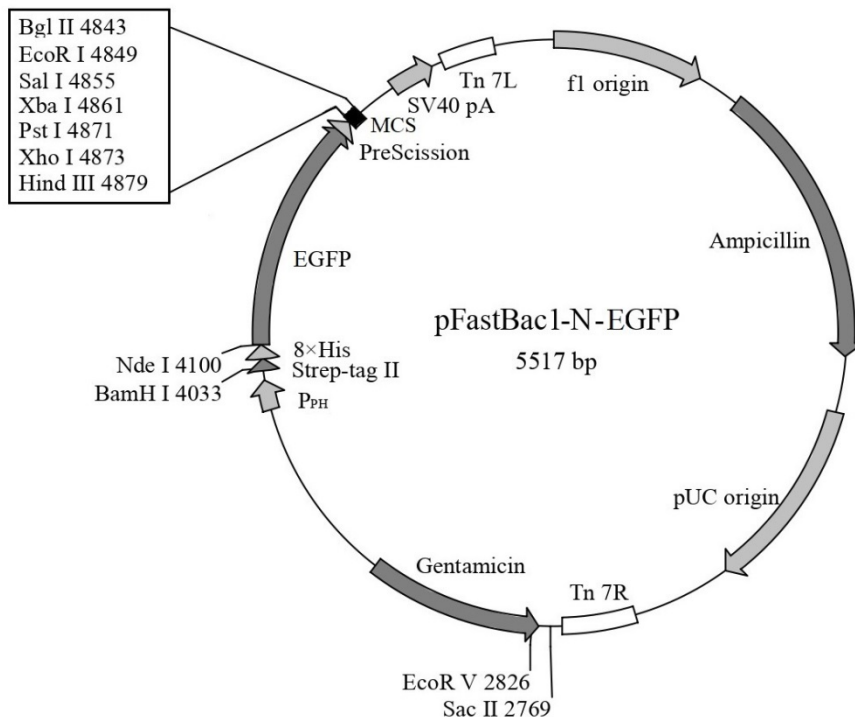 Bgl II 4843
EcoR I 4849
Sal I 4855
Xba I 4861
Pst I 4871
Xho I 4873
Hind III 4879
Tn 7L
SV40 pA
MCS
PreScission
f1 origin
Ampicillin
EGFP
pFastBac1-N-EGFP
5517 bp
Nde I 4100
8×His
BamH I 4033
Strep-tag II
PPH
pUC origin
Gentamicin
Tn 7R
EcoR V 2826
Sac II 2769